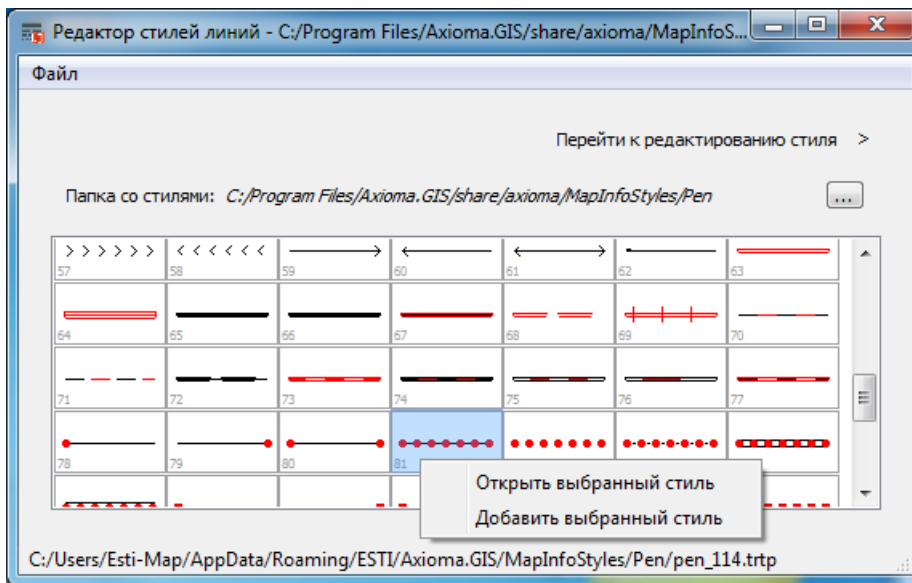 Редактор стилей линий - C:/Program Files/Axioma.GIS/share/axioma/MapInfoS...
Файл
Перейти к редактированию стиля >
Папка со стилями: C:/Program Files/Axioma.GIS/share/axioma/MapInfoStyles/Pen ...
57 58 59 60 61 62 63
64 65 66 67 68 69 70
71 72 73 74 75 76 77
78 79 80 81
Открыть выбранный стиль
Добавить выбранный стиль
C:/Users/Esti-Map/AppData/Roaming/ESTI/Axioma.GIS/MapInfoStyles/Pen/pen_114.trtp